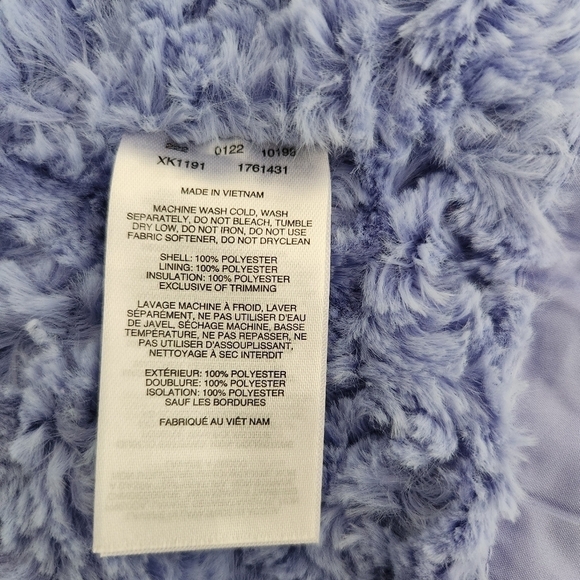 0122 10199
XK1191 1761431
MADE IN VIETNAM
MACHINE WASH COLD, WASH
SEPARATELY, DO NOT BLEACH, TUMBLE
DRY LOW, DO NOT IRON, DO NOT USE
FABRIC SOFTENER, DO NOT DRYCLEAN
SHELL: 100% POLYESTER
LINING: 100% POLYESTER
INSULATION: 100% POLYESTER
EXCLUSIVE OF TRIMMING
LAVAGE MACHINE À FROID, LAVER
SÉPARÉMENT, NE PAS UTILISER D'EAU
DE JAVEL, SÉCHAGE MACHINE, BASSE
TEMPÉRATURE, NE PAS REPASSER, NE
PAS UTILISER D'ASSOUPLISSANT,
NETTOYAGE À SEC INTERDIT
EXTÉRIEUR: 100% POLYESTER
DOUBLURE: 100% POLYESTER
ISOLATION: 100% POLYESTER
SAUF LES BORDURES
FABRIQUÉ AU VIÊT NAM